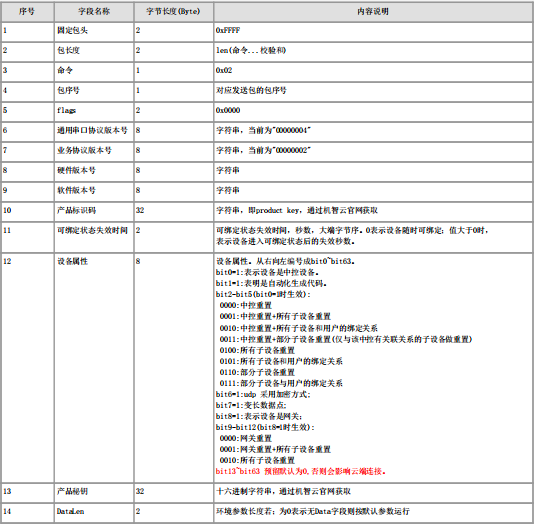 序号 字段名称 字节长度(Byte) 内容说明
1 固定包头 2 0xFFFF
2 包长度 2 len(命令...校验和)
3 命令 1 0x02
4 包序号 1 对应发送包的包序号
5 flags 2 0x0000
6 通用串口协议版本号 8 字符串，当前为"00000004"
7 业务协议版本号 8 字符串，当前为"00000002"
8 硬件版本号 8 字符串
9 软件版本号 8 字符串
10 产品标识码 32 字符串，即product key，通过机智云官网获取
11 可绑定状态失效时间 2 可绑定状态失效时间，秒数，大端字节序。0表示设备随时可绑定；值大于0时，
表示设备进入可绑定状态后的失效秒数。
12 设备属性 8 设备属性。从右向左编号成bit0~bit63。
bit0=1:表示设备是中控设备。
bit1=1:表明是自动化生成代码。
bit2-bit5(bit0=1时生效):
0000:中控重置
0001:中控重置+所有子设备重置
0010:中控重置+所有子设备和用户的绑定关系
0011:中控重置+部分子设备重置(仅与该中控有关联关系的子设备做重置)
0100:所有子设备重置
0101:所有子设备和用户的绑定关系
0110:部分子设备重置
0111:部分子设备与用户的绑定关系
bit6=1:udp 采用加密方式;
bit7=1:变长数据点;
bit8=1:表示设备是网关;
bit9-bit12(bit8=1时生效):
0000:网关重置
0001:网关重置+所有子设备重置
0010:所有子设备重置
bit13~bit63 预留默认为0,否则会影响云端连接。
13 产品秘钥 32 十六进制字符串，通过机智云官网获取
14 DataLen 2 环境参数长度若; 为0表示无Data字段则按默认参数运行